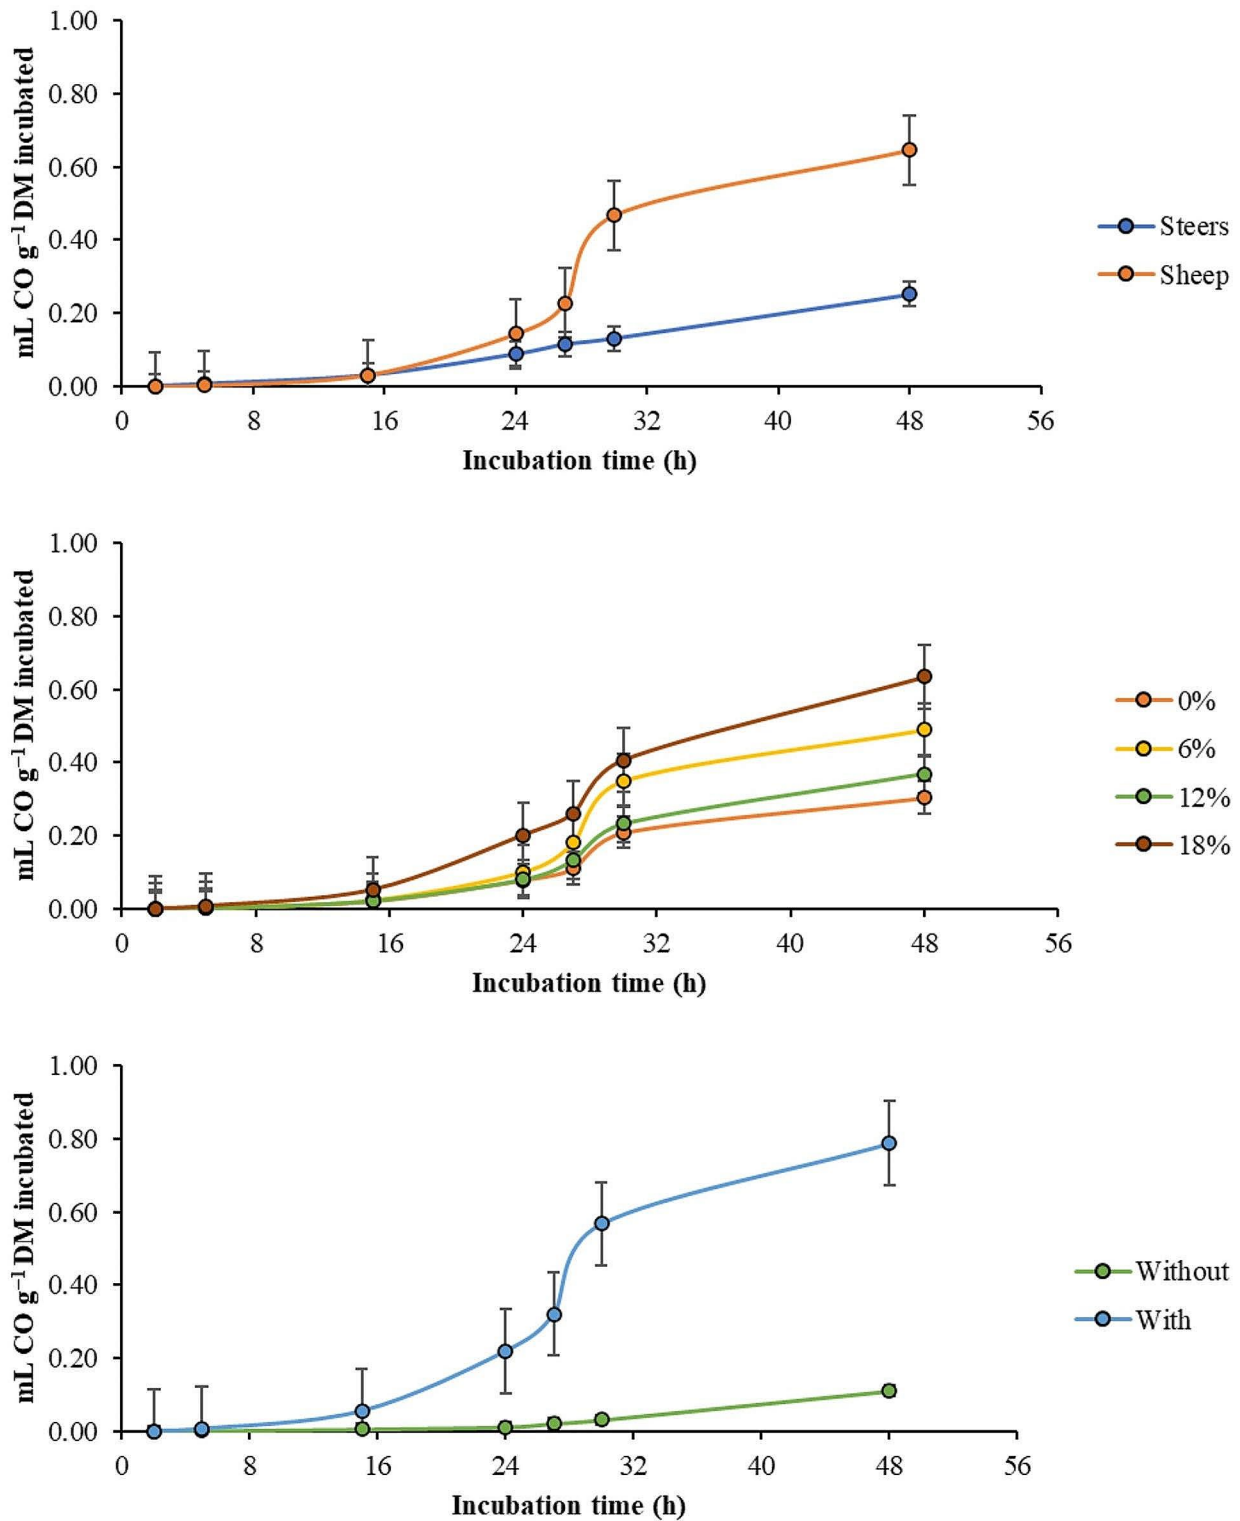 1.00
0.80
0.60
0.40
0.20
0.00
mL CO g⁻¹ DM incubated
0 8 16 24 32 40 48 56
Incubation time (h)
Steers
Sheep
1.00
0.80
0.60
0.40
0.20
0.00
mL CO g⁻¹ DM incubated
0 8 16 24 32 40 48 56
Incubation time (h)
0%
6%
12%
18%
1.00
0.80
0.60
0.40
0.20
0.00
mL CO g⁻¹ DM incubated
0 8 16 24 32 40 48 56
Incubation time (h)
Without
With